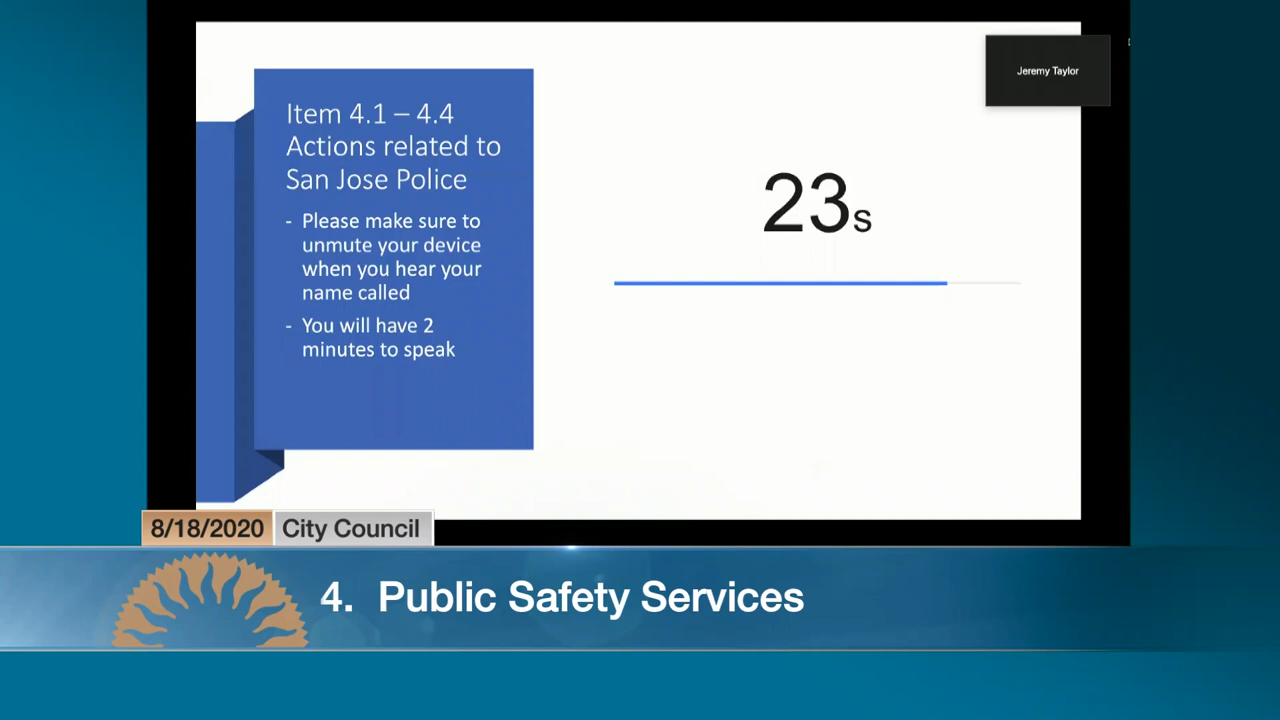 Jeremy Taylor
Item 4.1 – 4.4
Actions related to
San Jose Police
- Please make sure to
unmute your device
when you hear your
name called
- You will have 2
minutes to speak
23s
8/18/2020 City Council
4. Public Safety Services